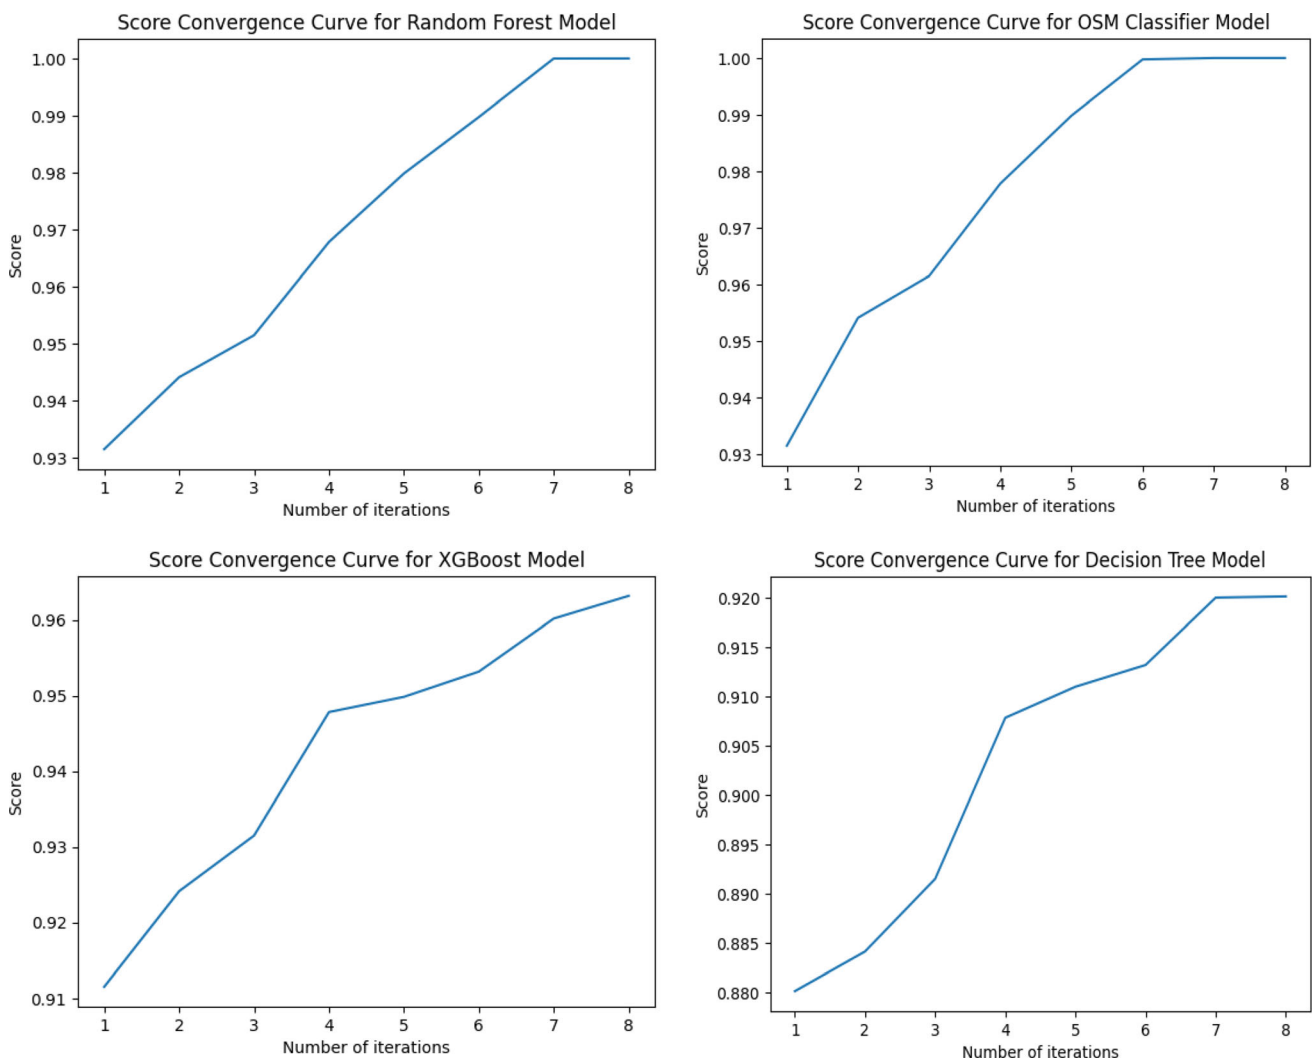 Score Convergence Curve for Random Forest Model
1.00
0.99
0.98
0.97
0.96
0.95
0.94
0.93
Score
1 2 3 4 5 6 7 8
Number of iterations
Score Convergence Curve for OSM Classifier Model
1.00
0.99
0.98
0.97
0.96
0.95
0.94
0.93
Score
1 2 3 4 5 6 7 8
Number of iterations
Score Convergence Curve for XGBoost Model
0.96
0.95
0.94
0.93
0.92
0.91
Score
1 2 3 4 5 6 7 8
Number of iterations
Score Convergence Curve for Decision Tree Model
0.920
0.915
0.910
0.905
0.900
0.895
0.890
0.885
0.880
Score
1 2 3 4 5 6 7 8
Number of iterations